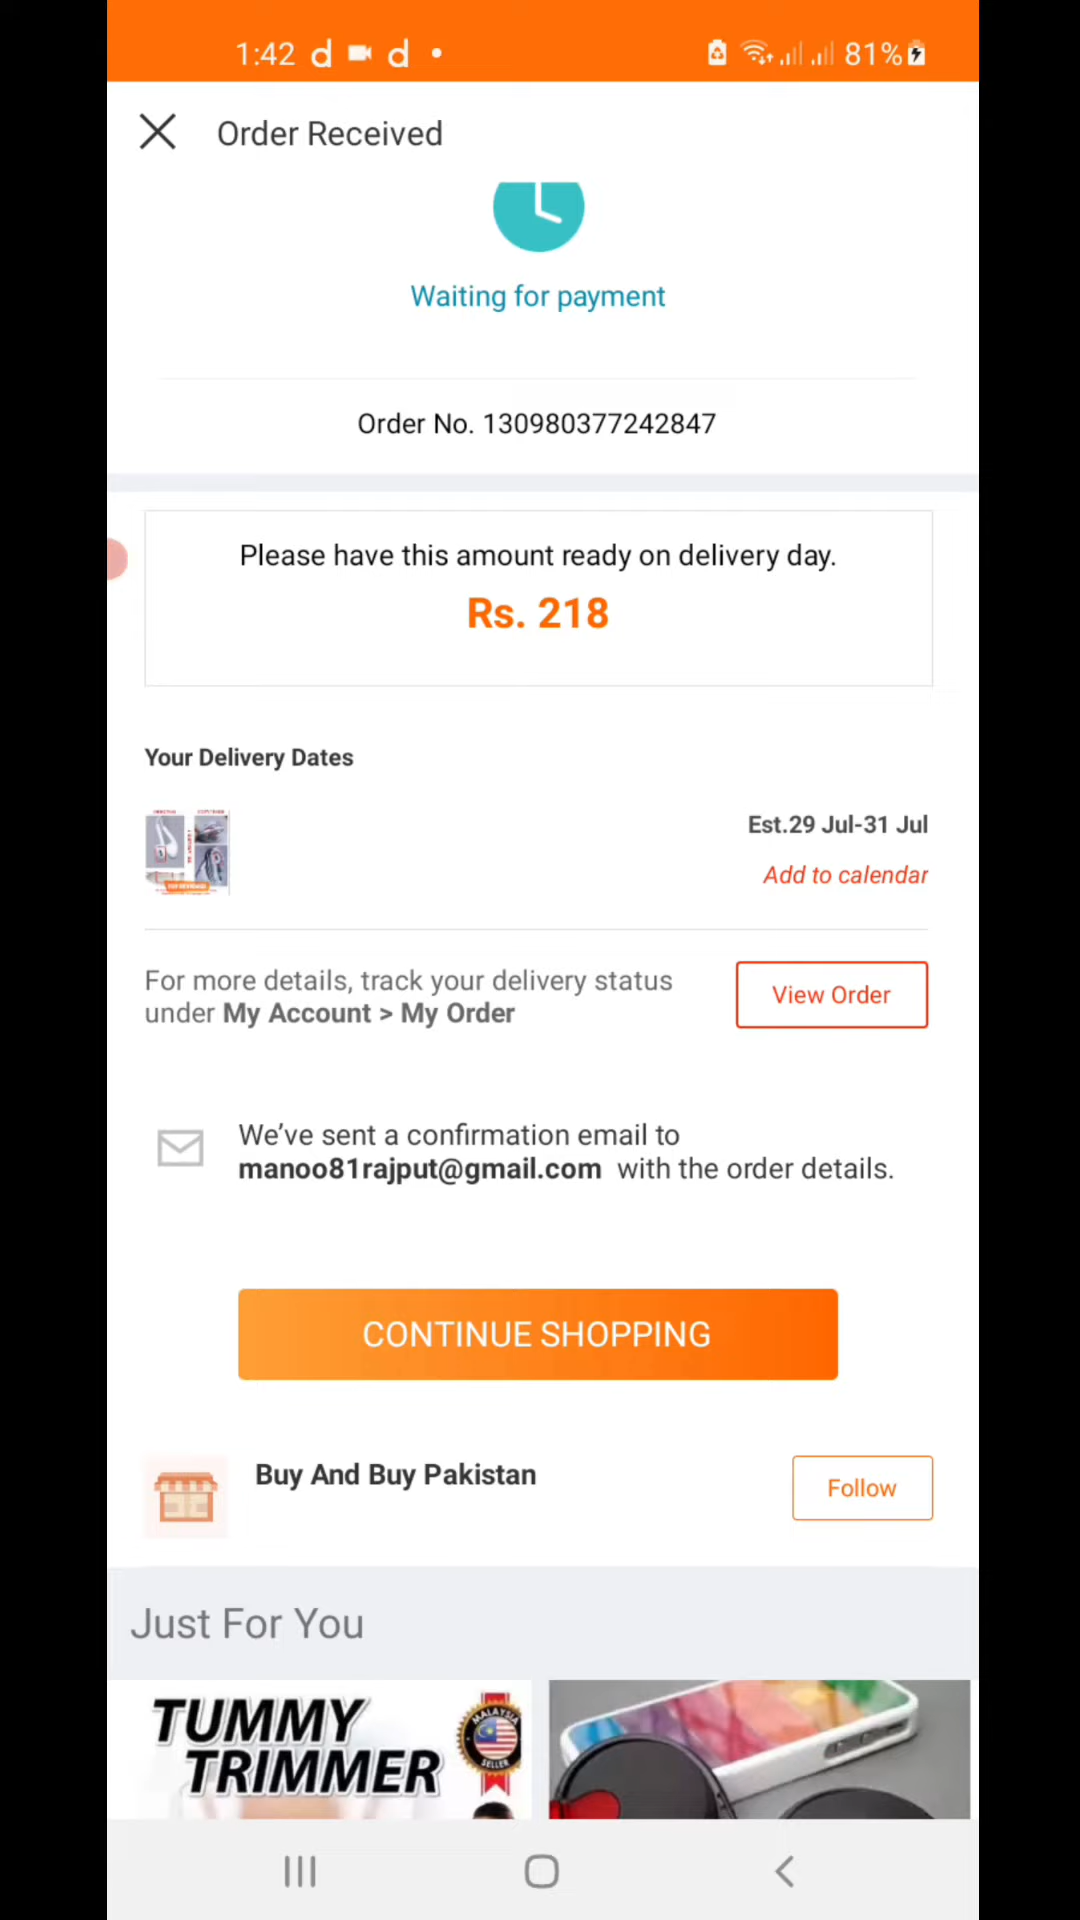 1:42 d d
81%
Order Received
Waiting for payment
Order No. 130980377242847
Please have this amount ready on delivery day.
Rs. 218
Your Delivery Dates
Est.29 Jul-31 Jul
Add to calendar
For more details, track your delivery status
under My Account > My Order
View Order
We've sent a confirmation email to
manoo81rajput@gmail.com with the order details.
CONTINUE SHOPPING
Buy And Buy Pakistan
Follow
Just For You
TUMMY
TRIMMER
MALAYSIA
SELLER